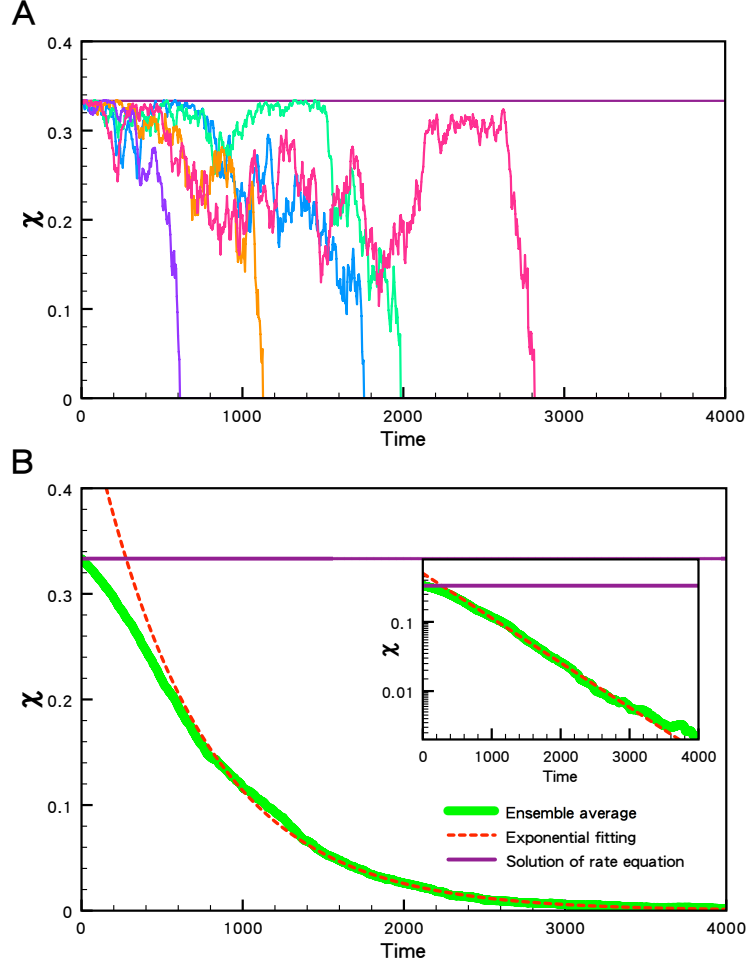 A
0.4
0.3
0.2
0.1
0
χ
0 1000 2000 3000 4000
Time
B
0.4
0.3
0.2
0.1
0
χ
0.1
0.01
χ
0 1000 2000 3000 4000
Time
Ensemble average
Exponential fitting
Solution of rate equation
0 1000 2000 3000 4000
Time